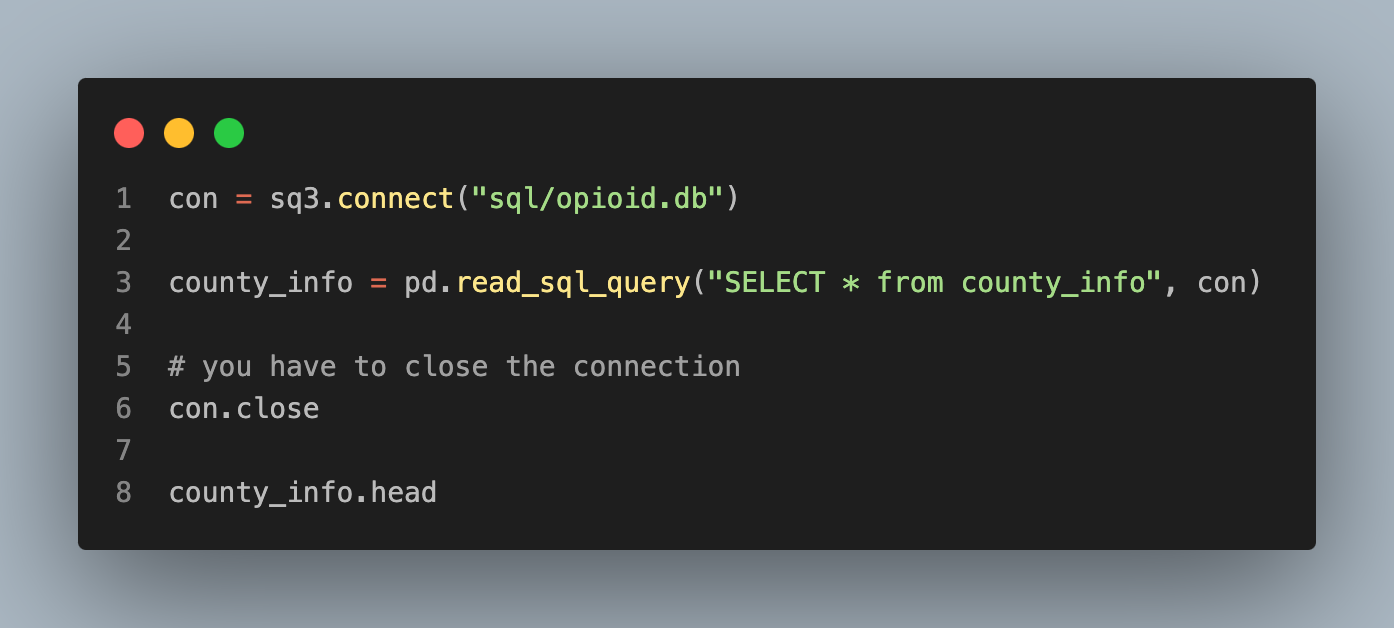 1 con = sq3.connect("sql/opioid.db")
2
3 county_info = pd.read_sql_query("SELECT * from county_info", con)
4
5 # you have to close the connection
6 con.close
7
8 county_info.head